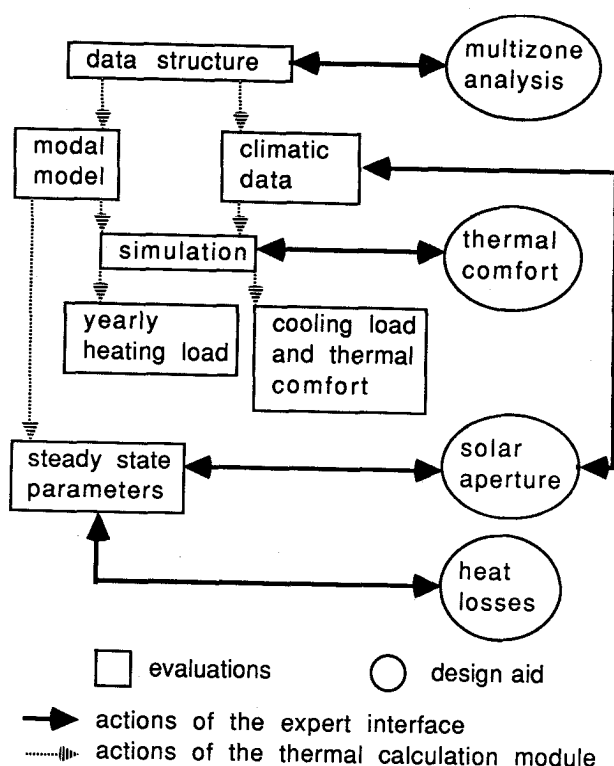 data structure
multizone
analysis
modal
model
climatic
data
simulation
thermal
comfort
yearly
heating load
cooling load
and thermal
comfort
steady state
parameters
solar
aperture
heat
losses
evaluations
design aid
actions of the expert interface
actions of the thermal calculation module